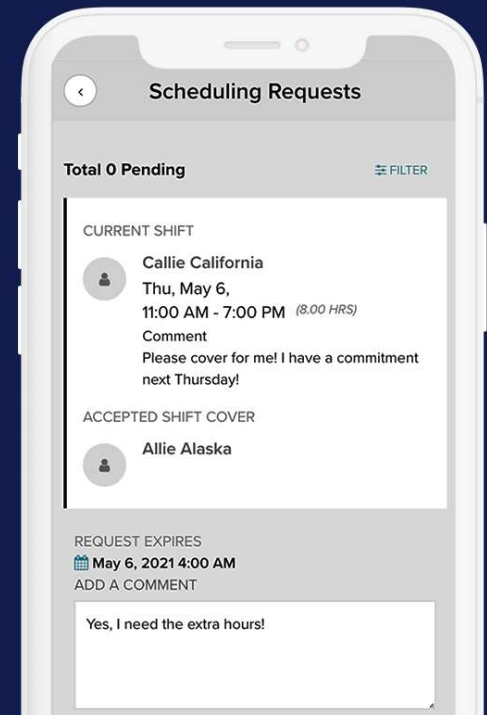 Scheduling Requests
Total 0 Pending
FILTER
CURRENT SHIFT
Callie California
Thu, May 6,
11:00 AM - 7:00 PM (8.00 HRS)
Comment
Please cover for me! I have a commitment
next Thursday!
ACCEPTED SHIFT COVER
Allie Alaska
REQUEST EXPIRES
May 6, 2021 4:00 AM
ADD A COMMENT
Yes, I need the extra hours!